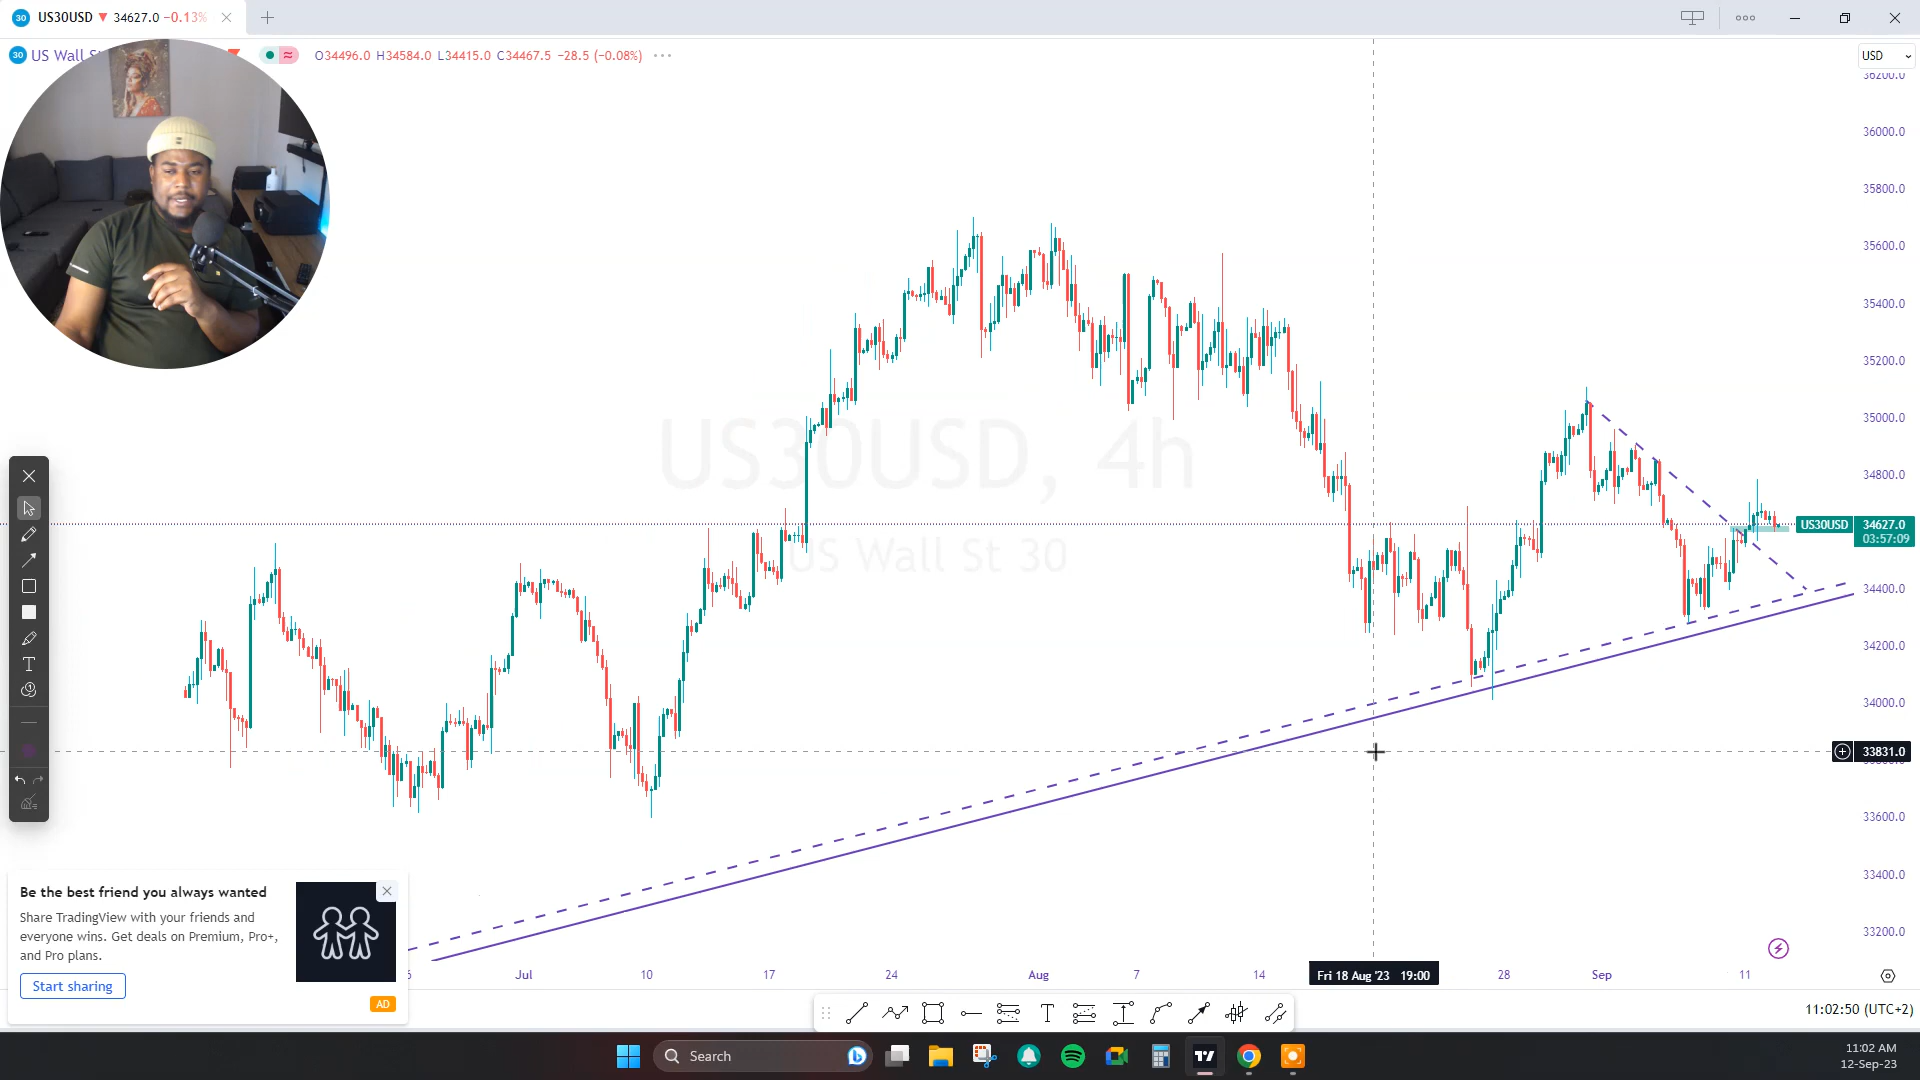 30 US30USD ▼ 34627.0 −0.13%
30 US Wall St
O34496.0 H34584.0 L34415.0 C34467.5 −28.5 (−0.08%)
USD
36200.0
36000.0
35800.0
35600.0
35400.0
35200.0
35000.0
34800.0
US30USD 34627.0
03:57:09
34400.0
34200.0
34000.0
33831.0
33600.0
33400.0
33200.0
US30USD, 4h
US Wall St 30
Be the best friend you always wanted
Share TradingView with your friends and
everyone wins. Get deals on Premium, Pro+,
and Pro plans.
Start sharing
AD
6 Jul 10 17 24 Aug 7 14 Fri 18 Aug '23 19:00 28 Sep 11
11:02:50 (UTC+2)
Search
11:02 AM
12-Sep-23